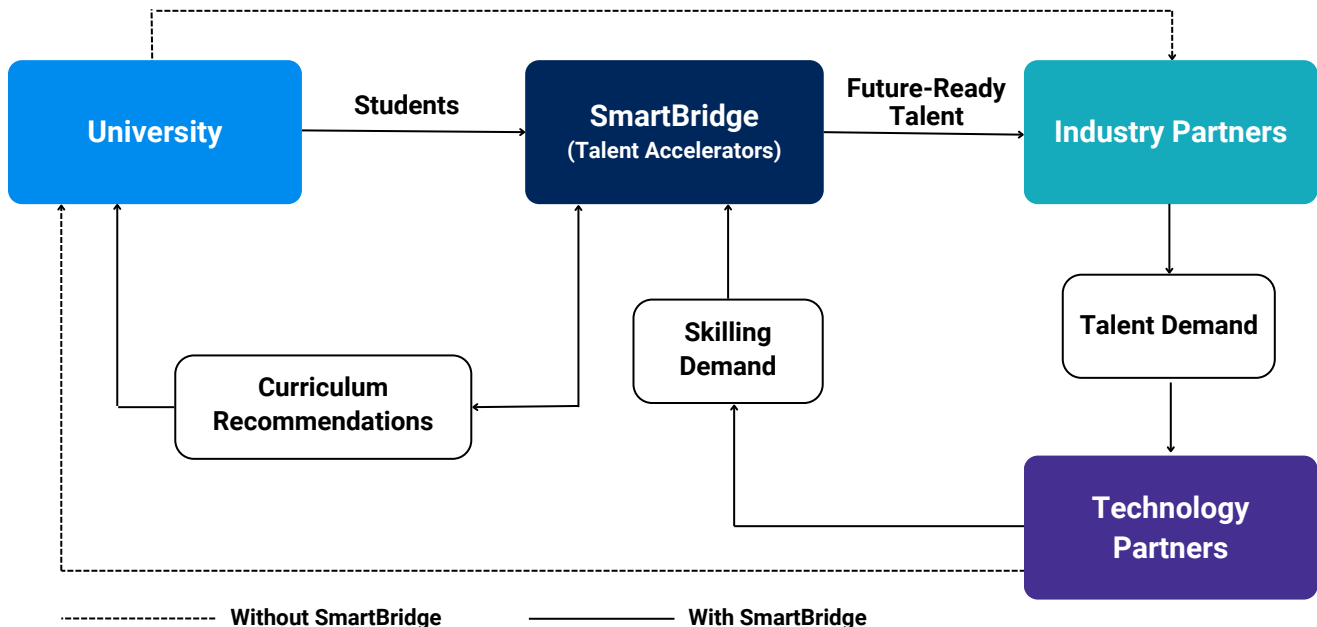 University
Students
SmartBridge
(Talent Accelerators)
Future-Ready
Talent
Industry Partners
Curriculum
Recommendations
Skilling
Demand
Talent Demand
Technology
Partners
Without SmartBridge
With SmartBridge